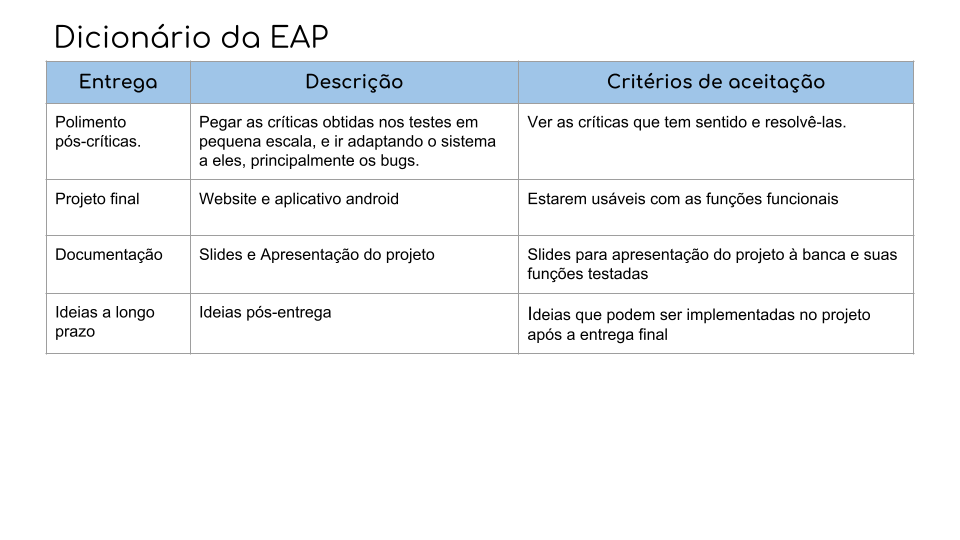 Dicionário da EAP
Entrega
Descrição
Critérios de aceitação
Polimento
pós-críticas.
Pegar as críticas obtidas nos testes em
pequena escala, e ir adaptando o sistema
a eles, principalmente os bugs.
Ver as críticas que tem sentido e resolvê-las.
Projeto final
Website e aplicativo android
Estarem usáveis com as funções funcionais
Documentação
Slides e Apresentação do projeto
Slides para apresentação do projeto à banca e suas
funções testadas
Ideias a longo
prazo
Ideias pós-entrega
Ideias que podem ser implementadas no projeto
após a entrega final